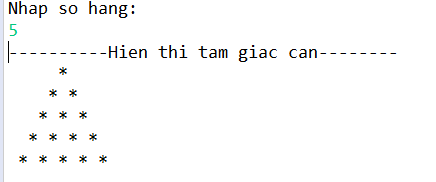 Nhap so hang:
5
----------Hien thi tam giac can--------
     *
    * *
   * * *
  * * * *
 * * * * *